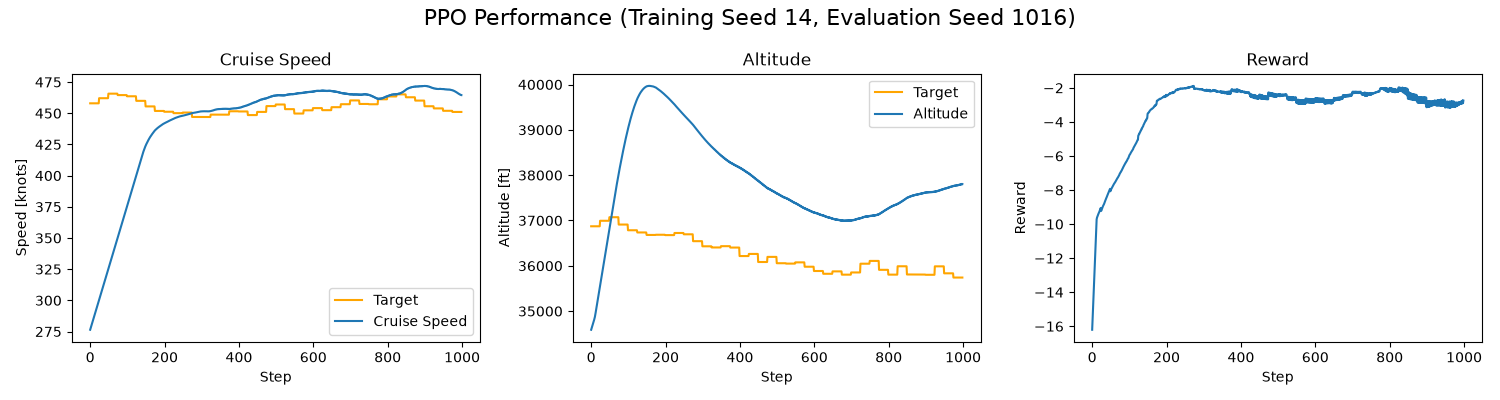 PPO Performance (Training Seed 14, Evaluation Seed 1016)
Cruise Speed
475
450
425
400
375
350
325
300
275
Speed [knots]
Target
Cruise Speed
0
200
400
600
800
1000
Step
Altitude
40000
39000
38000
37000
36000
35000
Altitude [ft]
Target
Altitude
0
200
400
600
800
1000
Step
Reward
−2
−4
−6
−8
−10
−12
−14
−16
Reward
0
200
400
600
800
1000
Step